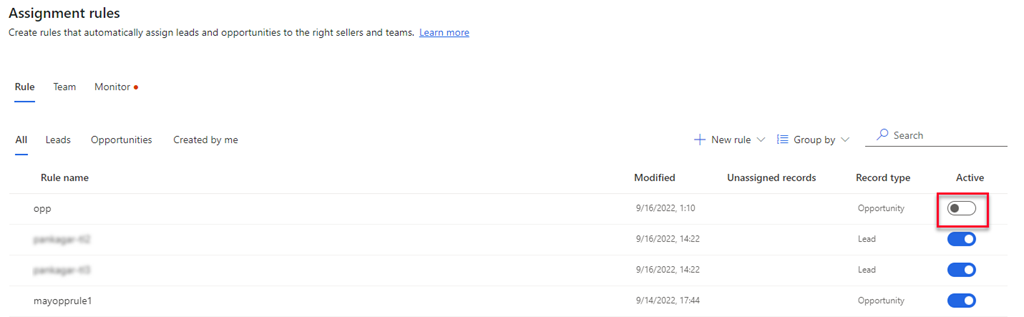 Assignment rules
Create rules that automatically assign leads and opportunities to the right sellers and teams. Learn more
Rule Team Monitor
All Leads Opportunities Created by me New rule Group by Search
Rule name Modified Unassigned records Record type Active
opp 9/16/2022, 1:10 Opportunity
9/16/2022, 14:22 Lead
9/16/2022, 14:22 Lead
mayopprule1 9/14/2022, 17:44 Opportunity